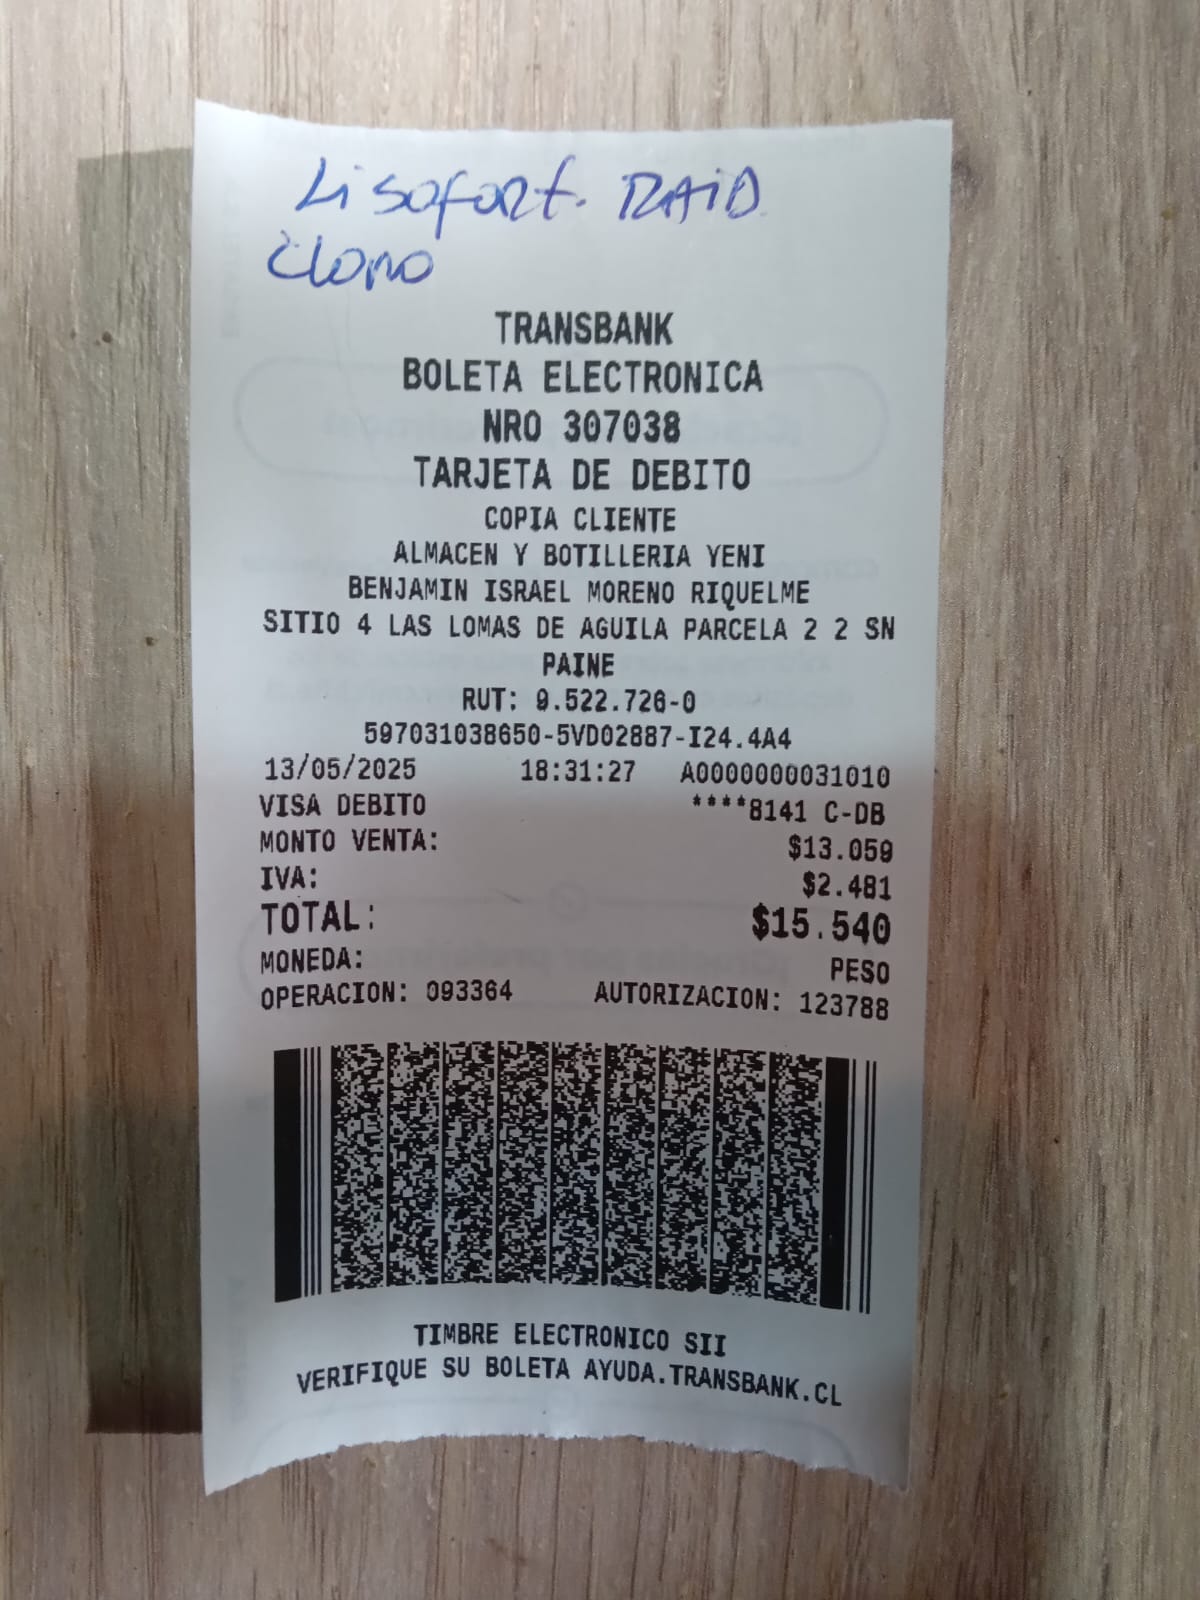 Lisofort. RAID
Cloro
TRANSBANK
BOLETA ELECTRONICA
NRO 307038
TARJETA DE DEBITO
COPIA CLIENTE
ALMACEN Y BOTILLERIA YENI
BENJAMIN ISRAEL MORENO RIQUELME
SITIO 4 LAS LOMAS DE AGUILA PARCELA 2 2 SN
PAINE
RUT: 9.522.726-0
597031038650-5VD02887-I24.4A4
13/05/2025 18:31:27 A0000000031010
VISA DEBITO ****8141 C-DB
MONTO VENTA: $13.059
IVA: $2.481
TOTAL: $15.540
MONEDA: PESO
OPERACION: 093364 AUTORIZACION: 123788
TIMBRE ELECTRONICO SII
VERIFIQUE SU BOLETA AYUDA.TRANSBANK.CL